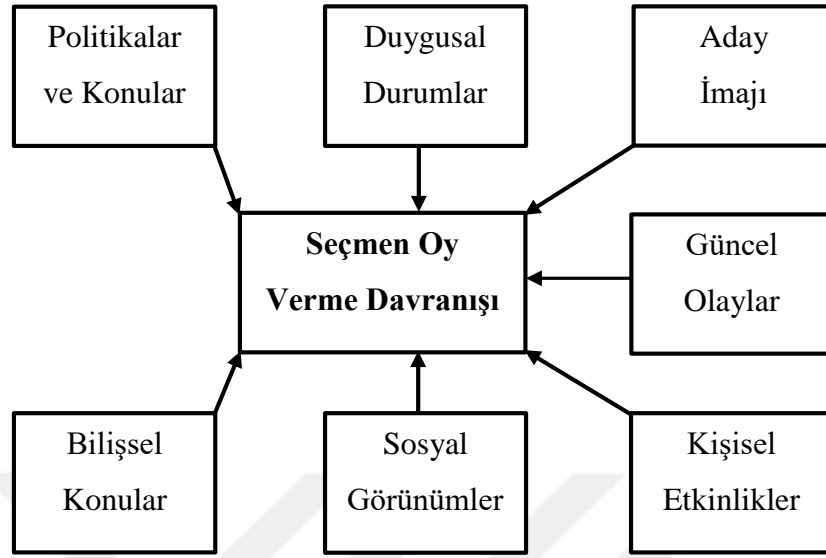 Politikalar
ve Konular
Duygusal
Durumlar
Aday
İmajı
Seçmen Oy
Verme Davranışı
Güncel
Olaylar
Bilişsel
Konular
Sosyal
Görünümler
Kişisel
Etkinlikler